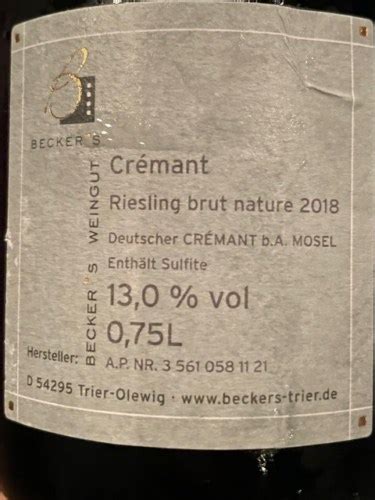 B
BECKER'S
BECKER'S WEINGUT
Crémant
Riesling brut nature 2018
Deutscher CRÉMANT b.A. MOSEL
Enthält Sulfite
13,0 % vol
0,75L
Hersteller:
A.P. NR. 3 561 058 11 21
D 54295 Trier-Olewig · www.beckers-trier.de